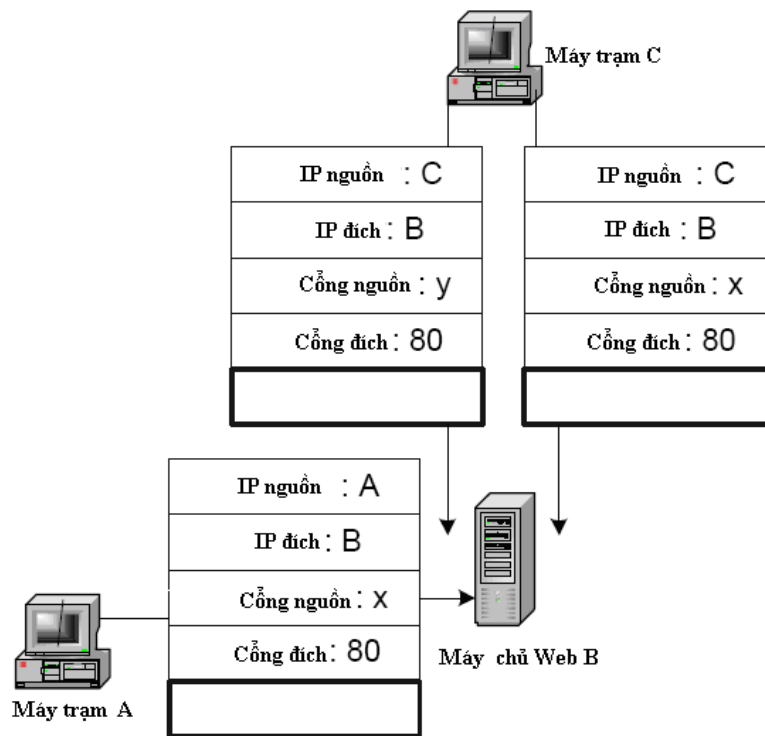 Máy trạm C
IP nguồn : C
IP đích : B
Cổng nguồn : y
Cổng đích : 80
IP nguồn : C
IP đích : B
Cổng nguồn : x
Cổng đích : 80
IP nguồn : A
IP đích : B
Cổng nguồn : x
Cổng đích : 80
Máy trạm A
Máy chủ Web B